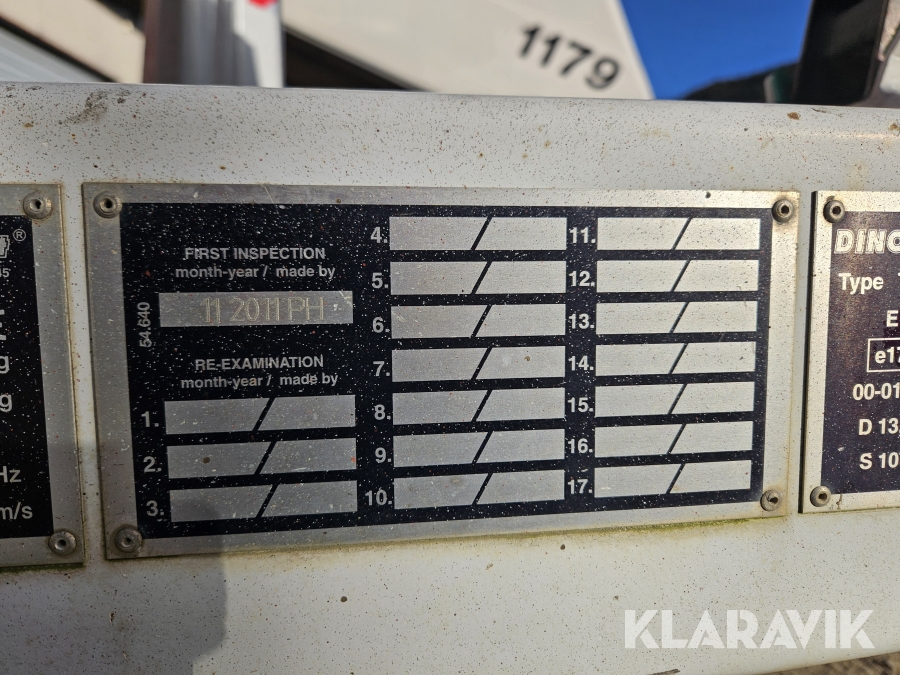 1179
®
45
g
g
Hz
m/s
54.640
FIRST INSPECTION
month-year / made by
11 2011 PH
RE-EXAMINATION
month-year / made by
1.
2.
3.
4.
5.
6.
7.
8.
9.
10.
11.
12.
13.
14.
15.
16.
17.
DINO
Type
E
e17
00-01
D 13,
S 10
KLARAVIK